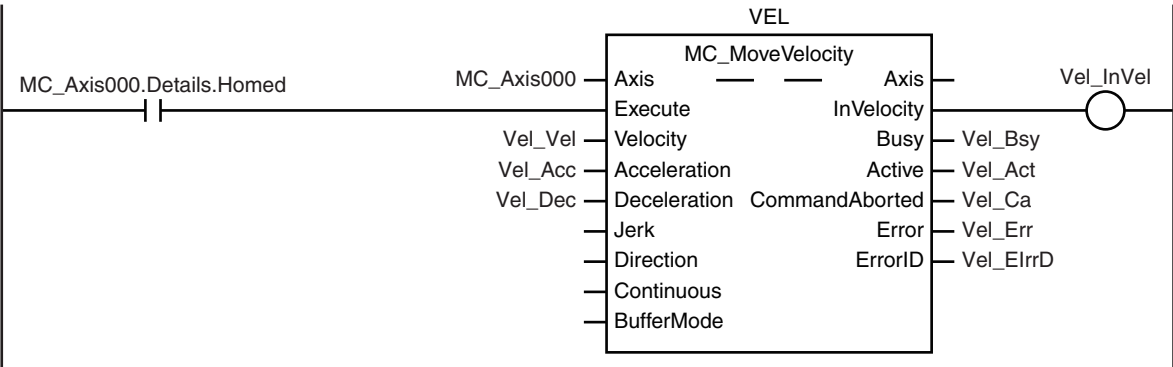 VEL
MC_MoveVelocity
MC_Axis000.Details.Homed
MC_Axis000 Axis Axis
Vel_InVel
Execute InVelocity
Vel_Vel Velocity Busy Vel_Bsy
Vel_Acc Acceleration Active Vel_Act
Vel_Dec Deceleration CommandAborted Vel_Ca
Jerk Error Vel_Err
Direction ErrorID Vel_EIrrD
Continuous
BufferMode